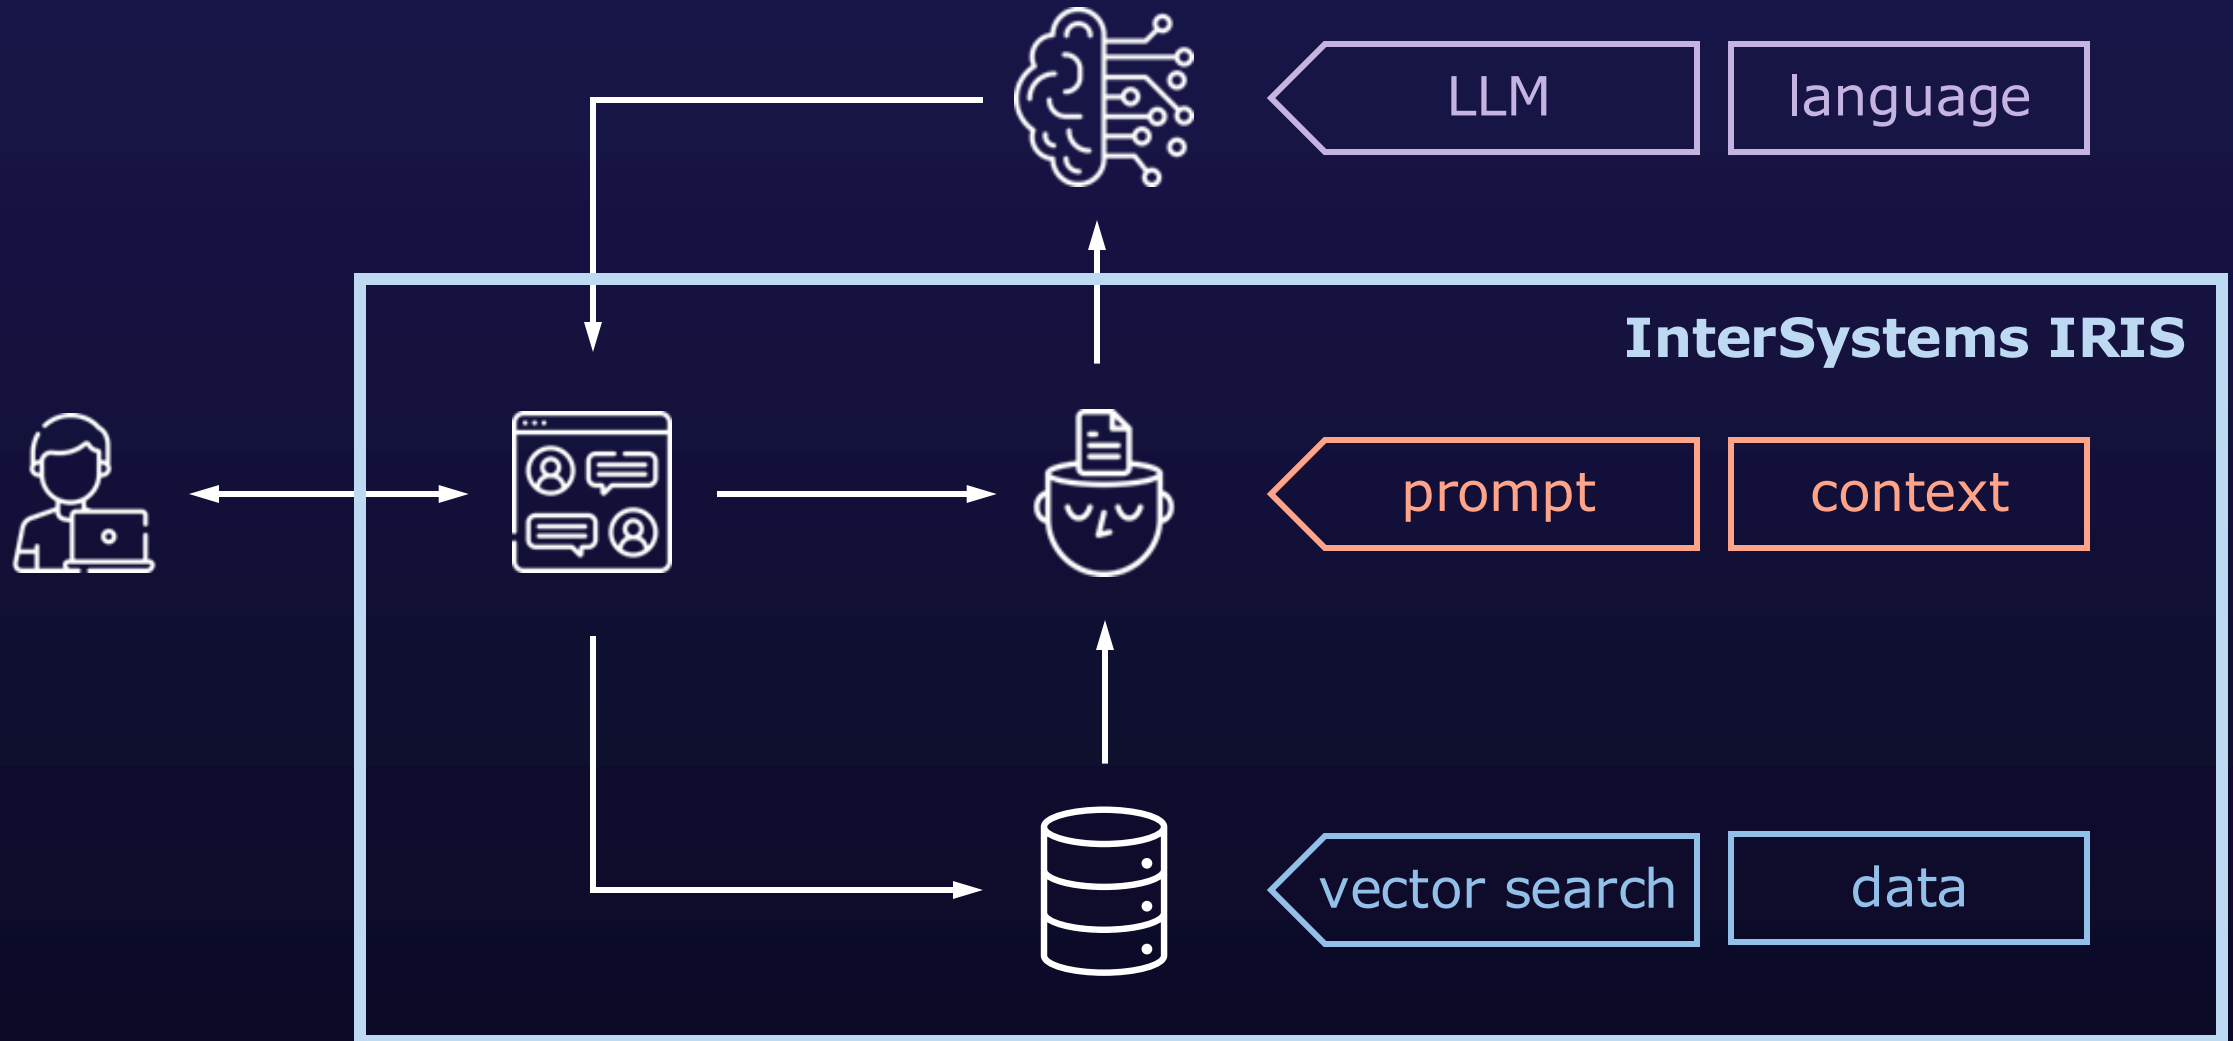 LLM
language
InterSystems IRIS
prompt
context
vector search
data